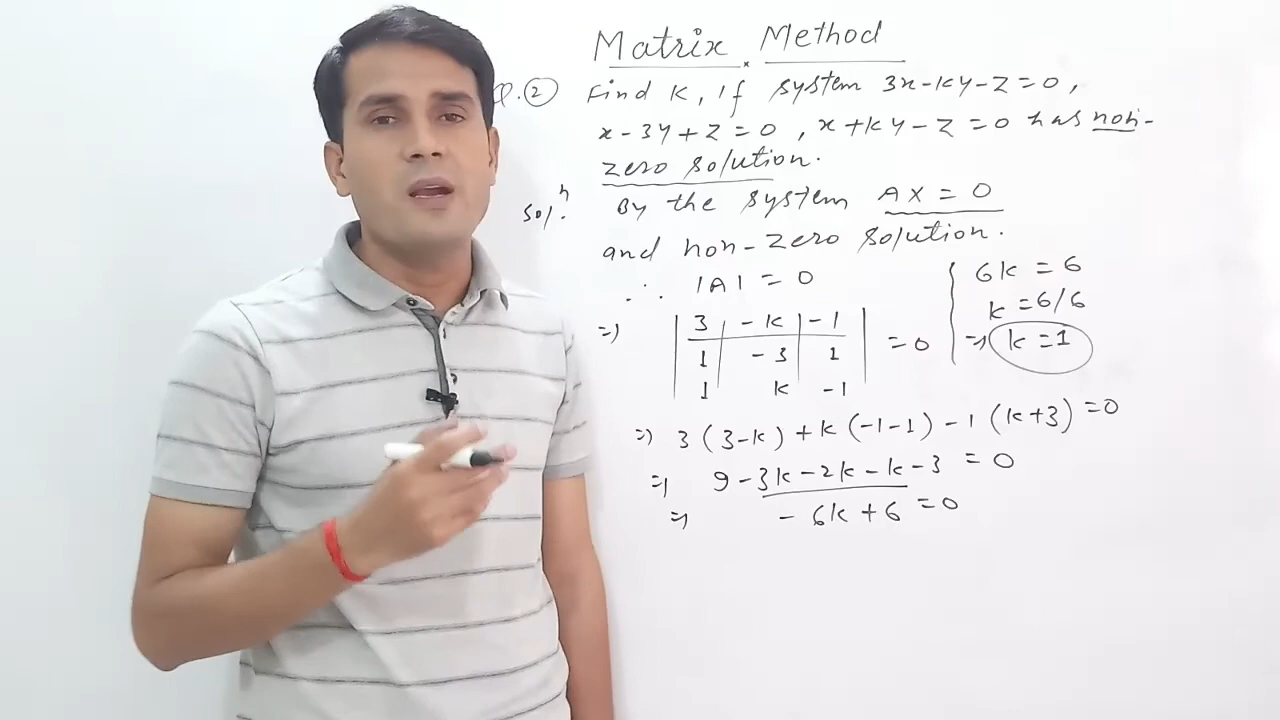 Matrix Method
Q.② Find K, If system 3x-ky-z=0,
x-3y+z=0, x+ky-z=0 has non-
zero solution.
Solⁿ. By the system AX = 0
and non-zero solution.
∴ |A| = 0
=> | 3 -k -1 |
| 1 -3 1 | = 0
| 1 k -1 |
=> 3(3-k)+k(-1-1)-1(k+3)=0
=> 9-3k-2k-k-3 = 0
=> -6k+6=0
6k = 6
k = 6/6
=> k = 1